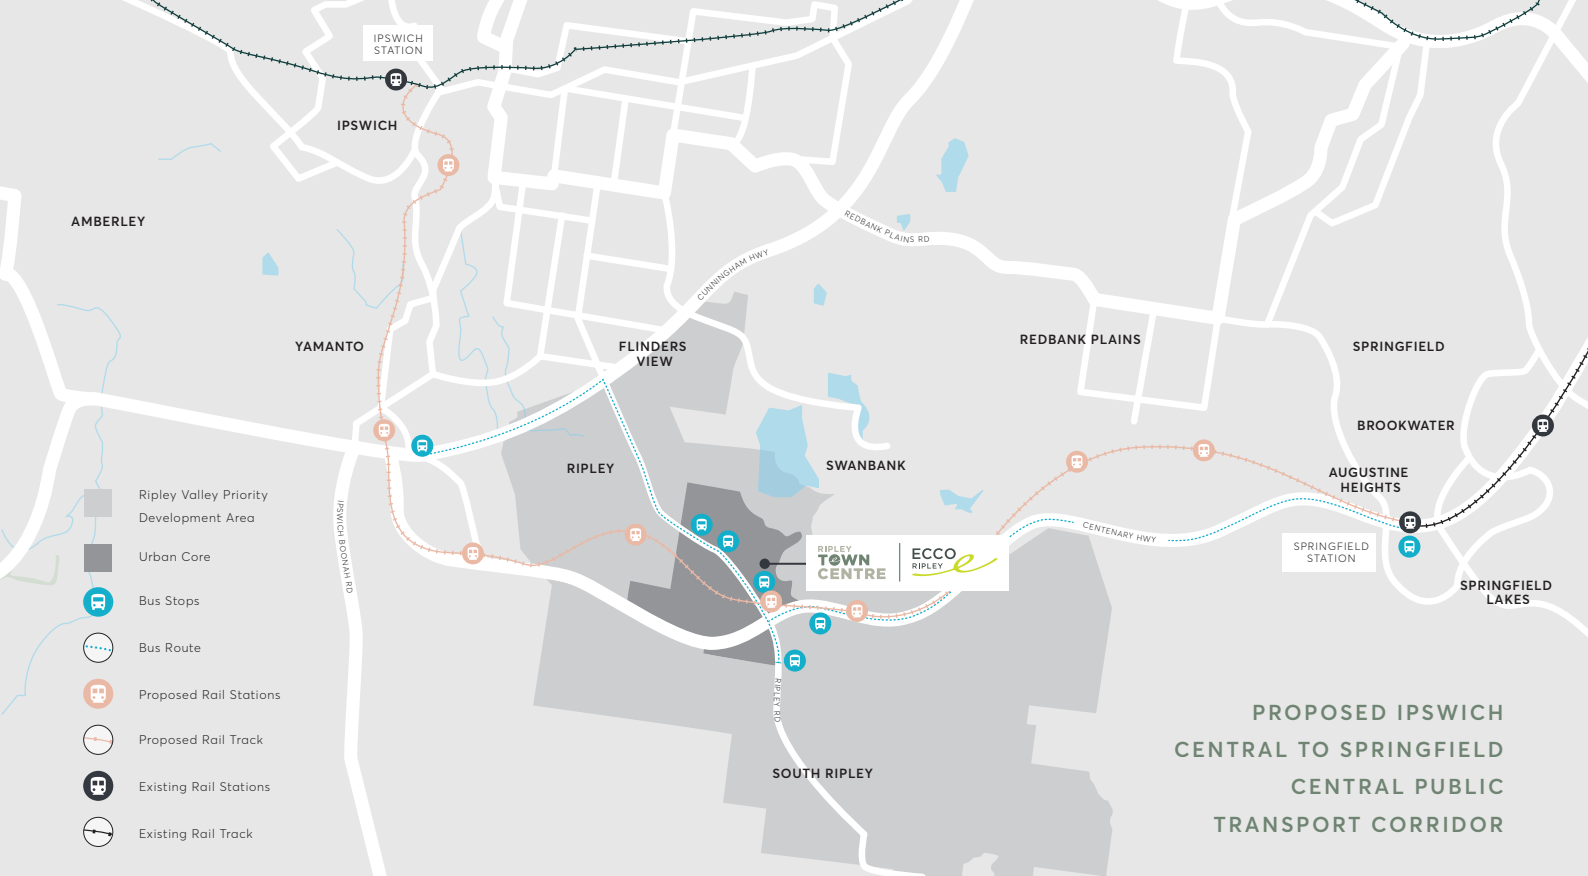 IPSWICH
STATION
IPSWICH
AMBERLEY
REDBANK PLAINS RD
CUNNINGHAM HWY
YAMANTO
FLINDERS
VIEW
REDBANK PLAINS
SPRINGFIELD
BROOKWATER
RIPLEY
SWANBANK
AUGUSTINE
HEIGHTS
IPSWICH BOONAH RD
CENTENARY HWY
SPRINGFIELD
STATION
RIPLEY
TOWN
CENTRE
ECCO
RIPLEY
e
SPRINGFIELD
LAKES
RIPLEY RD
SOUTH RIPLEY
Ripley Valley Priority
Development Area
Urban Core
Bus Stops
Bus Route
Proposed Rail Stations
Proposed Rail Track
Existing Rail Stations
Existing Rail Track
PROPOSED IPSWICH
CENTRAL TO SPRINGFIELD
CENTRAL PUBLIC
TRANSPORT CORRIDOR